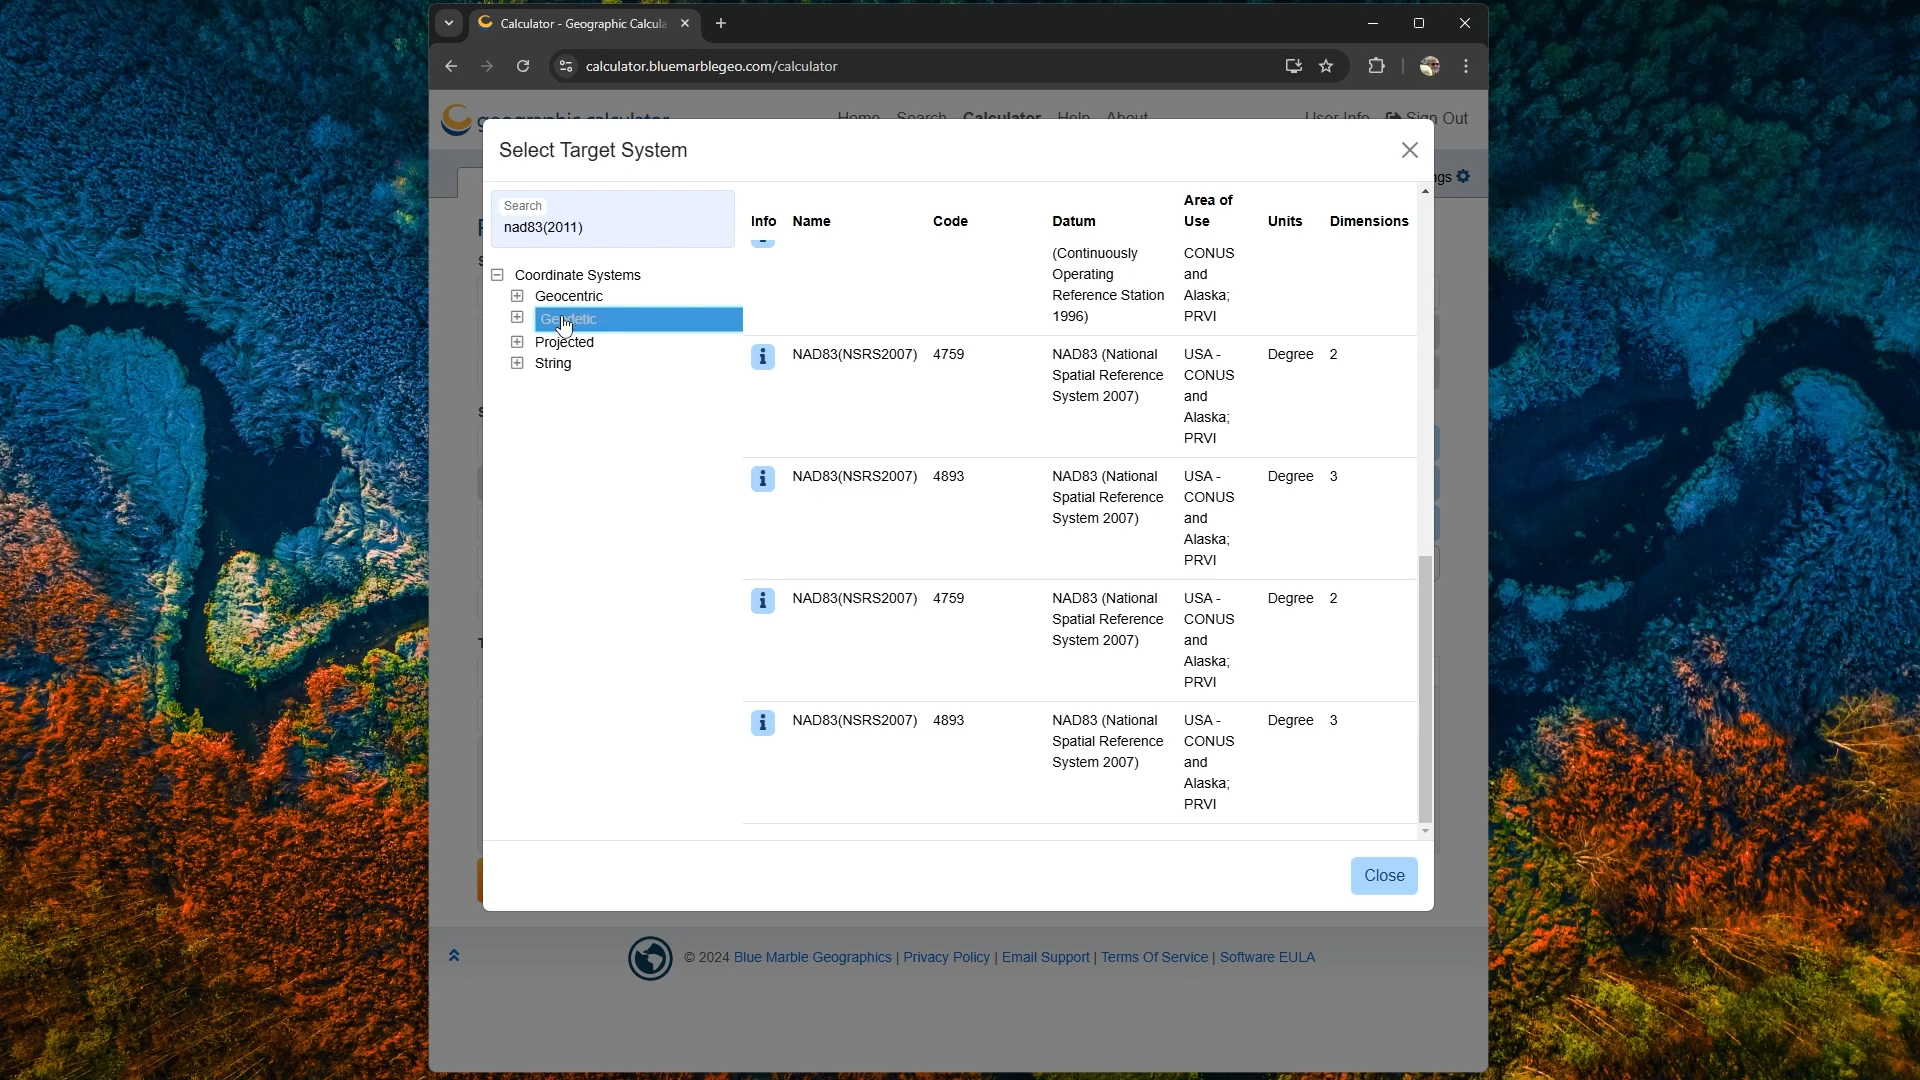 Calculator - Geographic Calcula
calculator.bluemarblegeo.com/calculator
geographic calculator
Home Search Calculator Help About User Info Sign Out
Select Target System
ngs
Search
nad83(2011)
Coordinate Systems
Geocentric
Geodetic
Projected
String
Info Name Code Datum Area of Use Units Dimensions
(Continuously CONUS
Operating and
Reference Station Alaska;
1996) PRVI
NAD83(NSRS2007) 4759 NAD83 (National USA - Degree 2
Spatial Reference CONUS
System 2007) and
Alaska;
PRVI
NAD83(NSRS2007) 4893 NAD83 (National USA - Degree 3
Spatial Reference CONUS
System 2007) and
Alaska;
PRVI
NAD83(NSRS2007) 4759 NAD83 (National USA - Degree 2
Spatial Reference CONUS
System 2007) and
Alaska;
PRVI
NAD83(NSRS2007) 4893 NAD83 (National USA - Degree 3
Spatial Reference CONUS
System 2007) and
Alaska;
PRVI
Close
© 2024 Blue Marble Geographics | Privacy Policy | Email Support | Terms Of Service | Software EULA